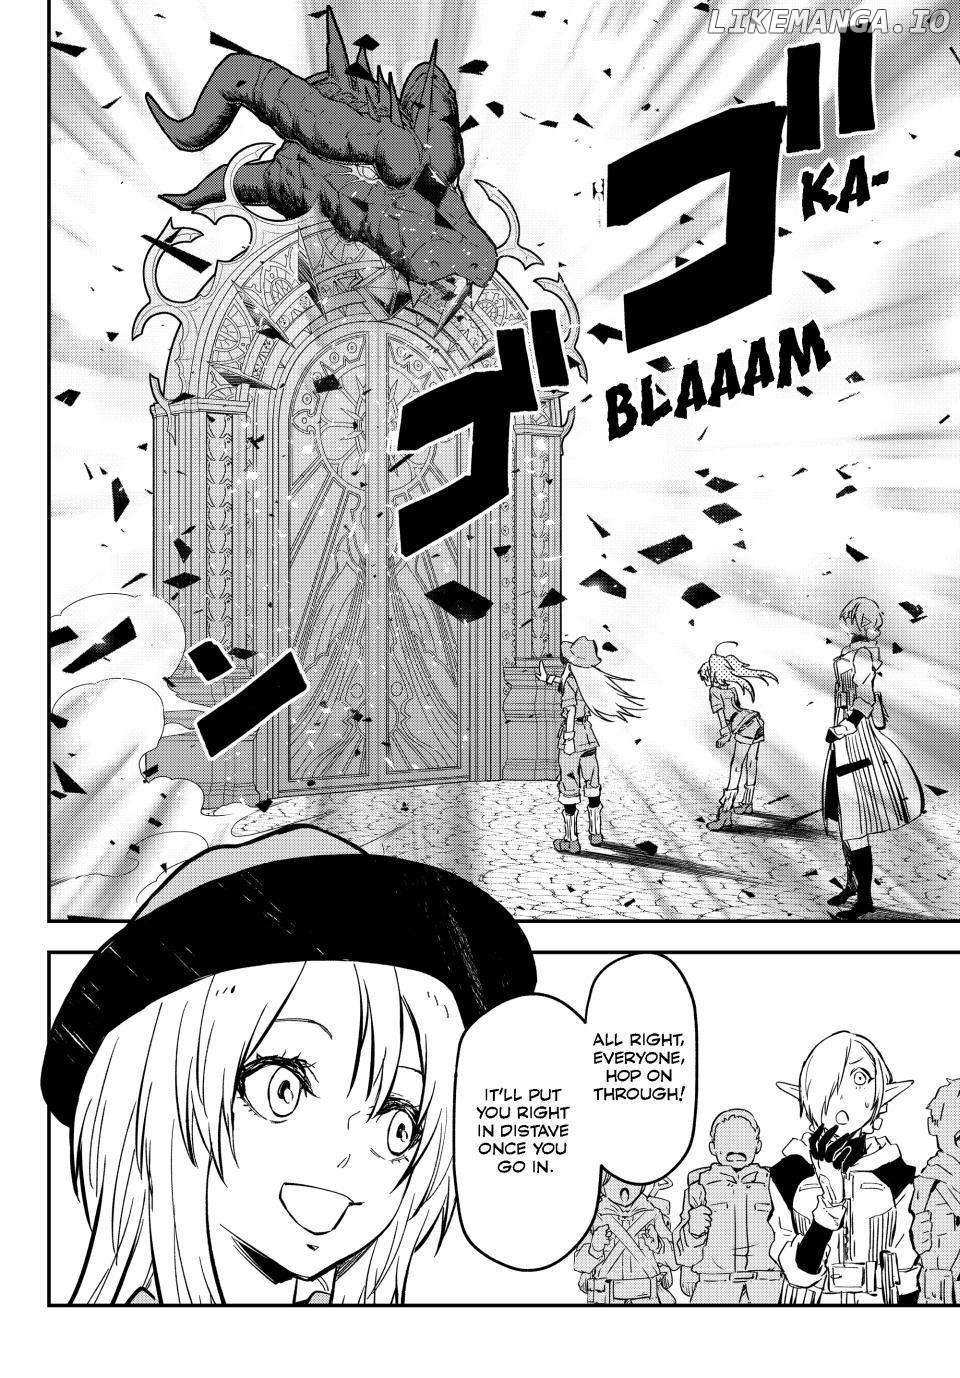 LIKEMANGA.IO
ゴゴン
KA-
BLAAAM
ALL RIGHT,
EVERYONE,
HOP ON
THROUGH!
IT'LL PUT
YOU RIGHT
IN DISTAVE
ONCE YOU
GO IN.